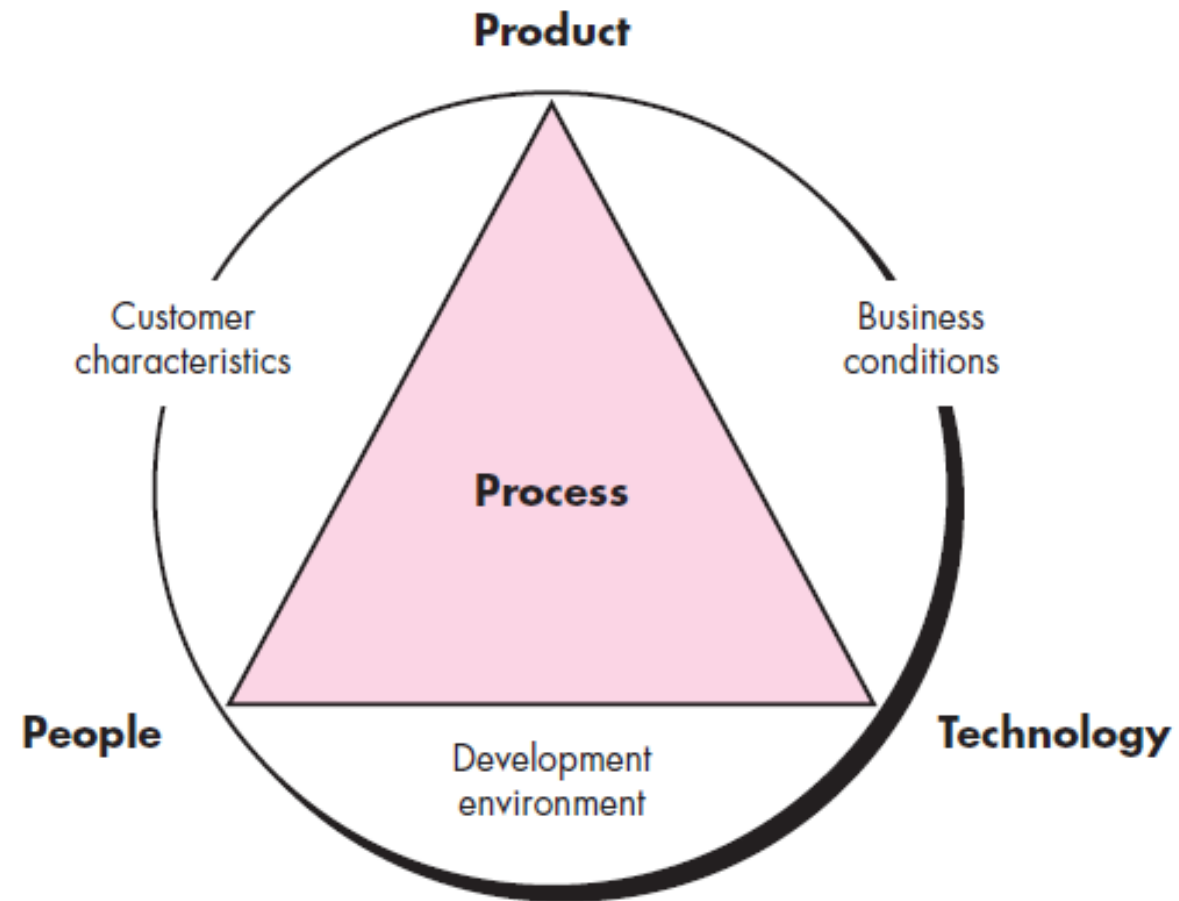 Product
Customer
characteristics
Business
conditions
Process
People
Technology
Development
environment